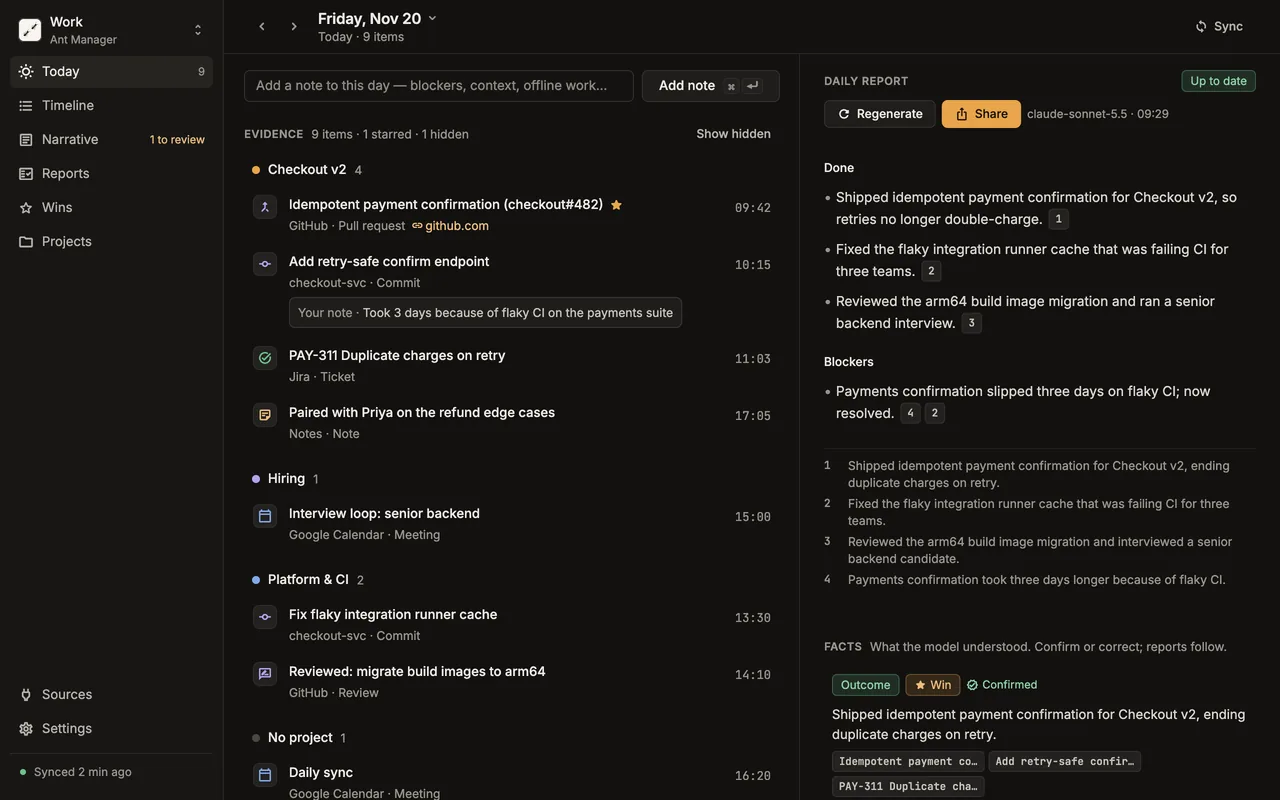 Work
Ant Manager
Today 9
Timeline
Narrative 1 to review
Reports
Wins
Projects
Sources
Settings
Synced 2 min ago
Friday, Nov 20
Today · 9 items
Sync
Add a note to this day — blockers, context, offline work...
Add note ⌘ ↵
EVIDENCE 9 items · 1 starred · 1 hidden
Show hidden
Checkout v2 4
Idempotent payment confirmation (checkout#482) 09:42
GitHub · Pull request github.com
Add retry-safe confirm endpoint 10:15
checkout-svc · Commit
Your note · Took 3 days because of flaky CI on the payments suite
PAY-311 Duplicate charges on retry 11:03
Jira · Ticket
Paired with Priya on the refund edge cases 17:05
Notes · Note
Hiring 1
Interview loop: senior backend 15:00
Google Calendar · Meeting
Platform & CI 2
Fix flaky integration runner cache 13:30
checkout-svc · Commit
Reviewed: migrate build images to arm64 14:10
GitHub · Review
No project 1
Daily sync 16:20
Google Calendar · Meeting
DAILY REPORT
Up to date
Regenerate
Share
claude-sonnet-5.5 · 09:29
Done
• Shipped idempotent payment confirmation for Checkout v2, so
retries no longer double-charge. 1
• Fixed the flaky integration runner cache that was failing CI for
three teams. 2
• Reviewed the arm64 build image migration and ran a senior
backend interview. 3
Blockers
• Payments confirmation slipped three days on flaky CI; now
resolved. 4 2
1 Shipped idempotent payment confirmation for Checkout v2, ending
duplicate charges on retry.
2 Fixed the flaky integration runner cache that was failing CI for three
teams.
3 Reviewed the arm64 build image migration and interviewed a senior
backend candidate.
4 Payments confirmation took three days longer because of flaky CI.
FACTS What the model understood. Confirm or correct; reports follow.
Outcome
Win
Confirmed
Shipped idempotent payment confirmation for Checkout v2, ending
duplicate charges on retry.
Idempotent payment co…
Add retry-safe confir…
PAY-311 Duplicate cha…